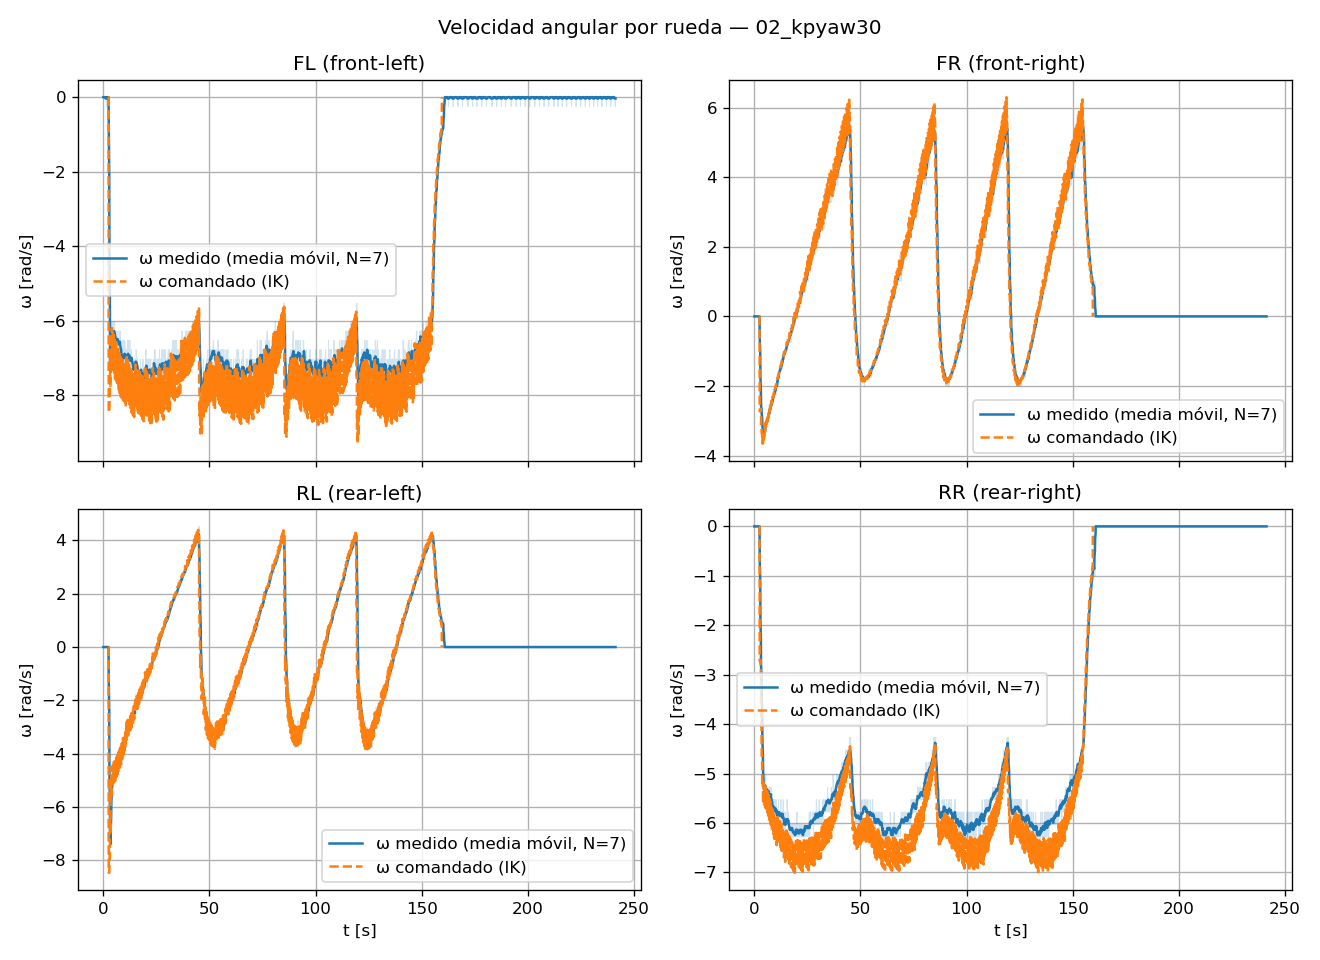 Velocidad angular por rueda — 02_kpyaw30
FL (front-left)
ω [rad/s]
0
−2
−4
−6
−8
ω medido (media móvil, N=7)
ω comandado (IK)
FR (front-right)
ω [rad/s]
6
4
2
0
−2
−4
ω medido (media móvil, N=7)
ω comandado (IK)
RL (rear-left)
ω [rad/s]
4
2
0
−2
−4
−6
−8
ω medido (media móvil, N=7)
ω comandado (IK)
0 50 100 150 200 250
t [s]
RR (rear-right)
ω [rad/s]
0
−1
−2
−3
−4
−5
−6
−7
ω medido (media móvil, N=7)
ω comandado (IK)
0 50 100 150 200 250
t [s]